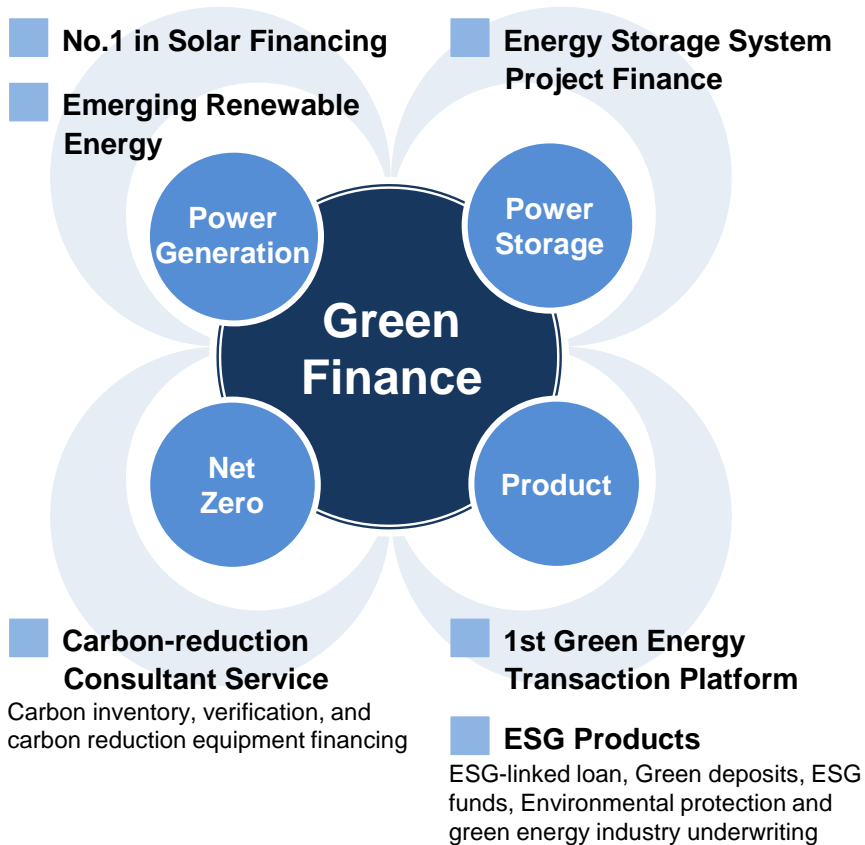 No.1 in Solar Financing
Emerging Renewable
Energy
Energy Storage System
Project Finance
Power
Generation
Power
Storage
Green
Finance
Net
Zero
Product
Carbon-reduction
Consultant Service
Carbon inventory, verification, and
carbon reduction equipment financing
1st Green Energy
Transaction Platform
ESG Products
ESG-linked loan, Green deposits, ESG
funds, Environmental protection and
green energy industry underwriting